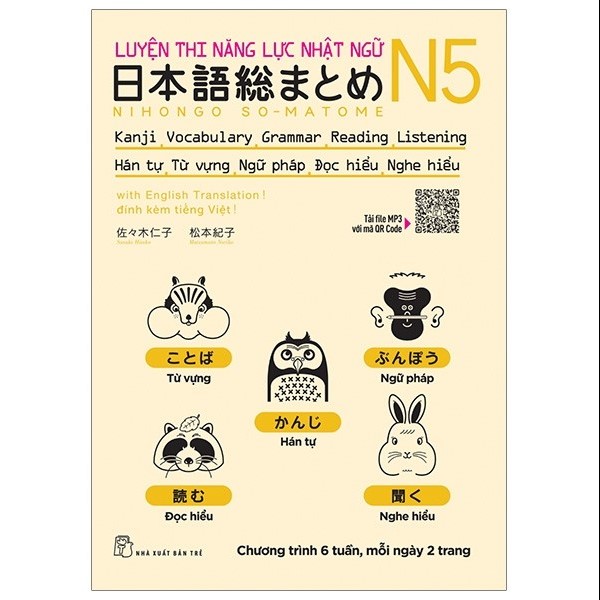 LUYỆN THI NĂNG LỰC NHẬT NGỮ
日本語総まとめ N5
NIHONGO SO-MATOME
Kanji Vocabulary Grammar Reading Listening
Hán tự Từ vựng Ngữ pháp Đọc hiểu Nghe hiểu
with English Translation!
đính kèm tiếng Việt!
Tải file MP3
với mã QR Code
佐々木仁子 松本紀子
ことば
Từ vựng
ぶんぽう
Ngữ pháp
かんじ
Hán tự
読む
Đọc hiểu
聞く
Nghe hiểu
NHÀ XUẤT BẢN TRẺ
Chương trình 6 tuần, mỗi ngày 2 trang